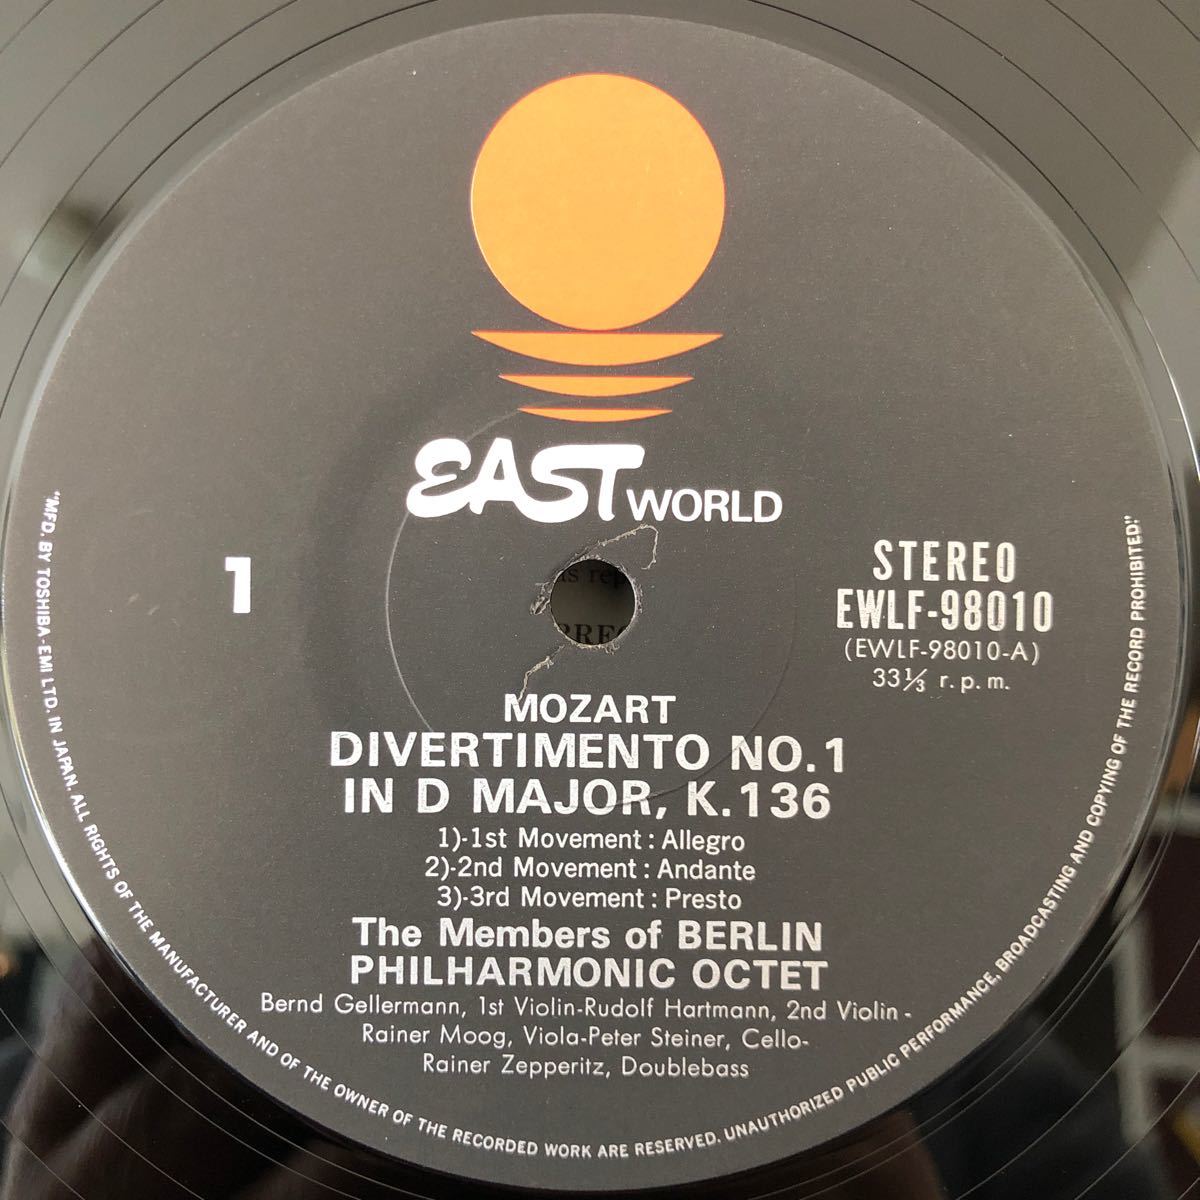 EAST WORLD
1
STEREO
EWLF-98010
(EWLF-98010-A)
33⅓ r.p.m.
MOZART
DIVERTIMENTO NO.1
IN D MAJOR, K.136
1)-1st Movement : Allegro
2)-2nd Movement : Andante
3)-3rd Movement : Presto
The Members of BERLIN
PHILHARMONIC OCTET
Bernd Gellermann, 1st Violin-Rudolf Hartmann, 2nd Violin-
Rainer Moog, Viola-Peter Steiner, Cello-
Rainer Zepperitz, Doublebass
"MFD. BY TOSHIBA-EMI LTD. IN JAPAN. ALL RIGHTS OF THE MANUFACTURER AND OF THE OWNER OF THE RECORDED WORK ARE RESERVED. UNAUTHORIZED PUBLIC PERFORMANCE, BROADCASTING AND COPYING OF THE RECORD PROHIBITED."